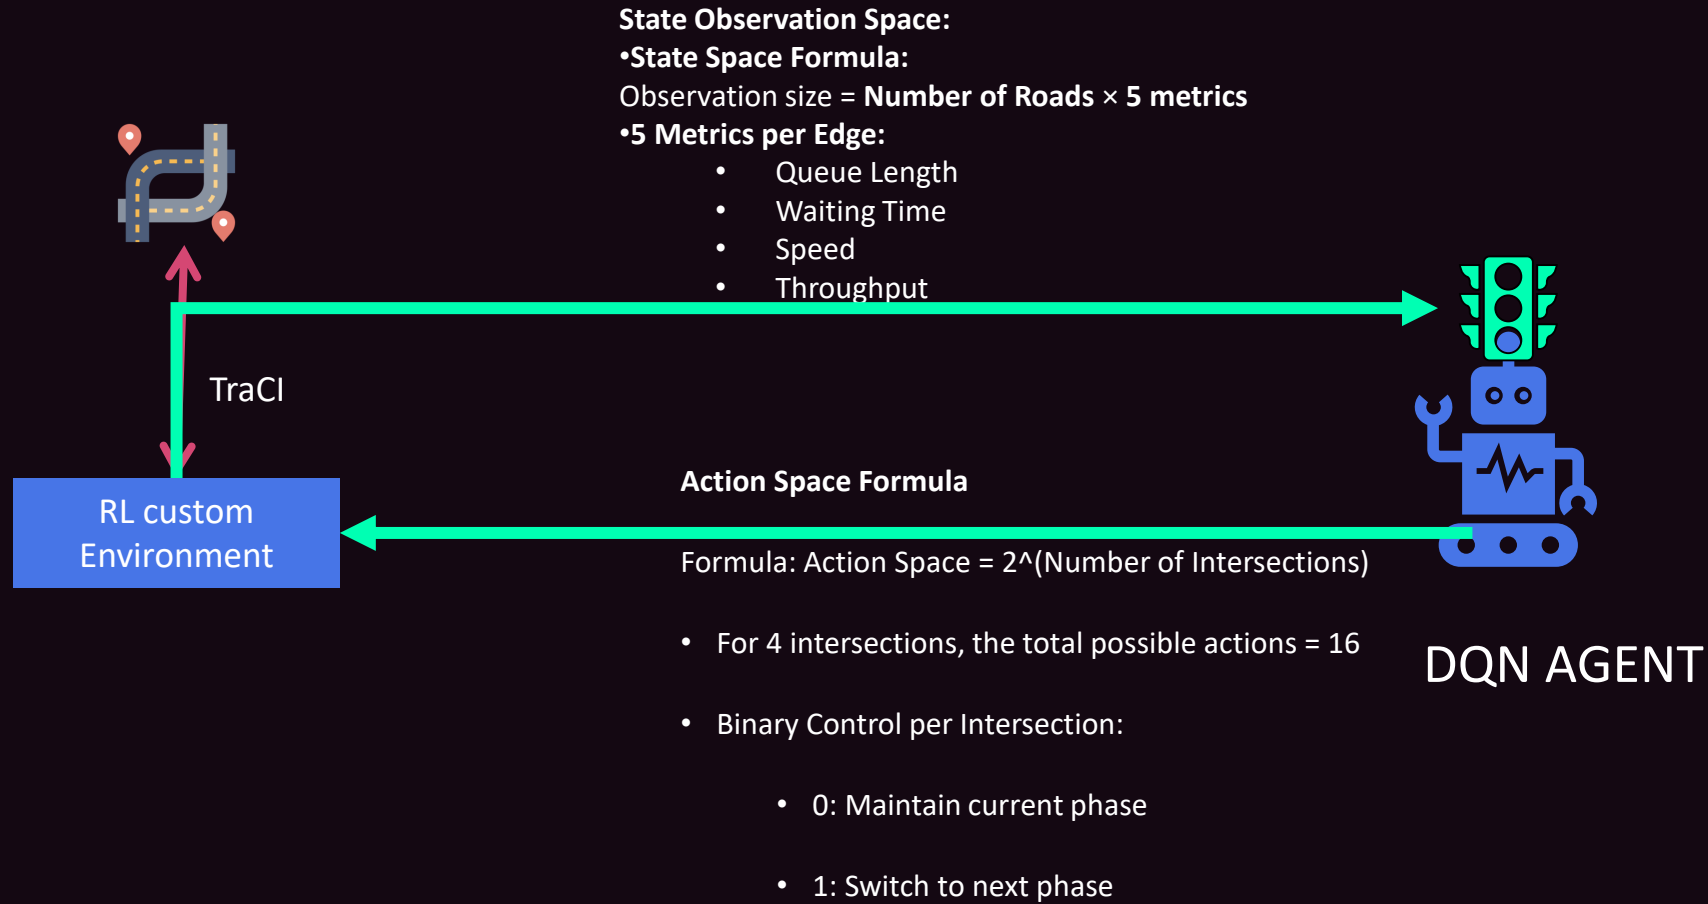 State Observation Space:
•State Space Formula:
Observation size = Number of Roads × 5 metrics
•5 Metrics per Edge:
• Queue Length
• Waiting Time
• Speed
• Throughput
TraCI
RL custom
Environment
Action Space Formula
Formula: Action Space = 2^(Number of Intersections)
• For 4 intersections, the total possible actions = 16
• Binary Control per Intersection:
• 0: Maintain current phase
• 1: Switch to next phase
DQN AGENT